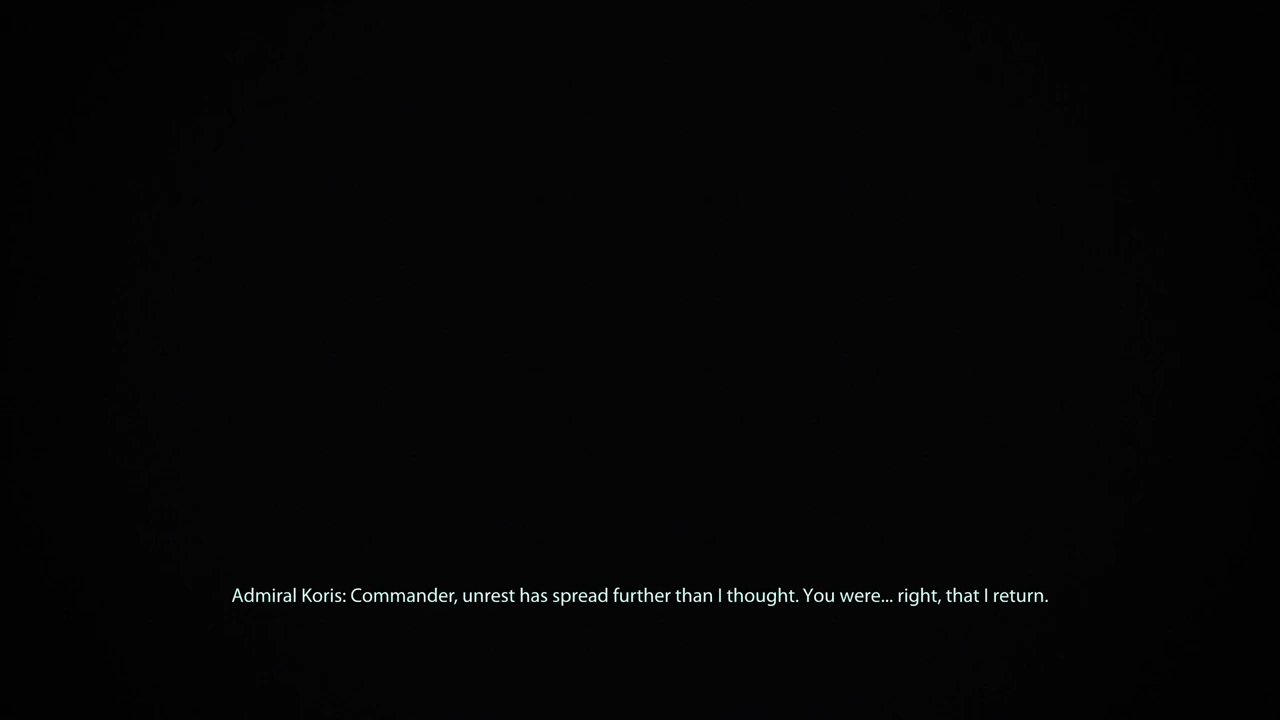 Admiral Koris: Commander, unrest has spread further than I thought. You were... right, that I return.